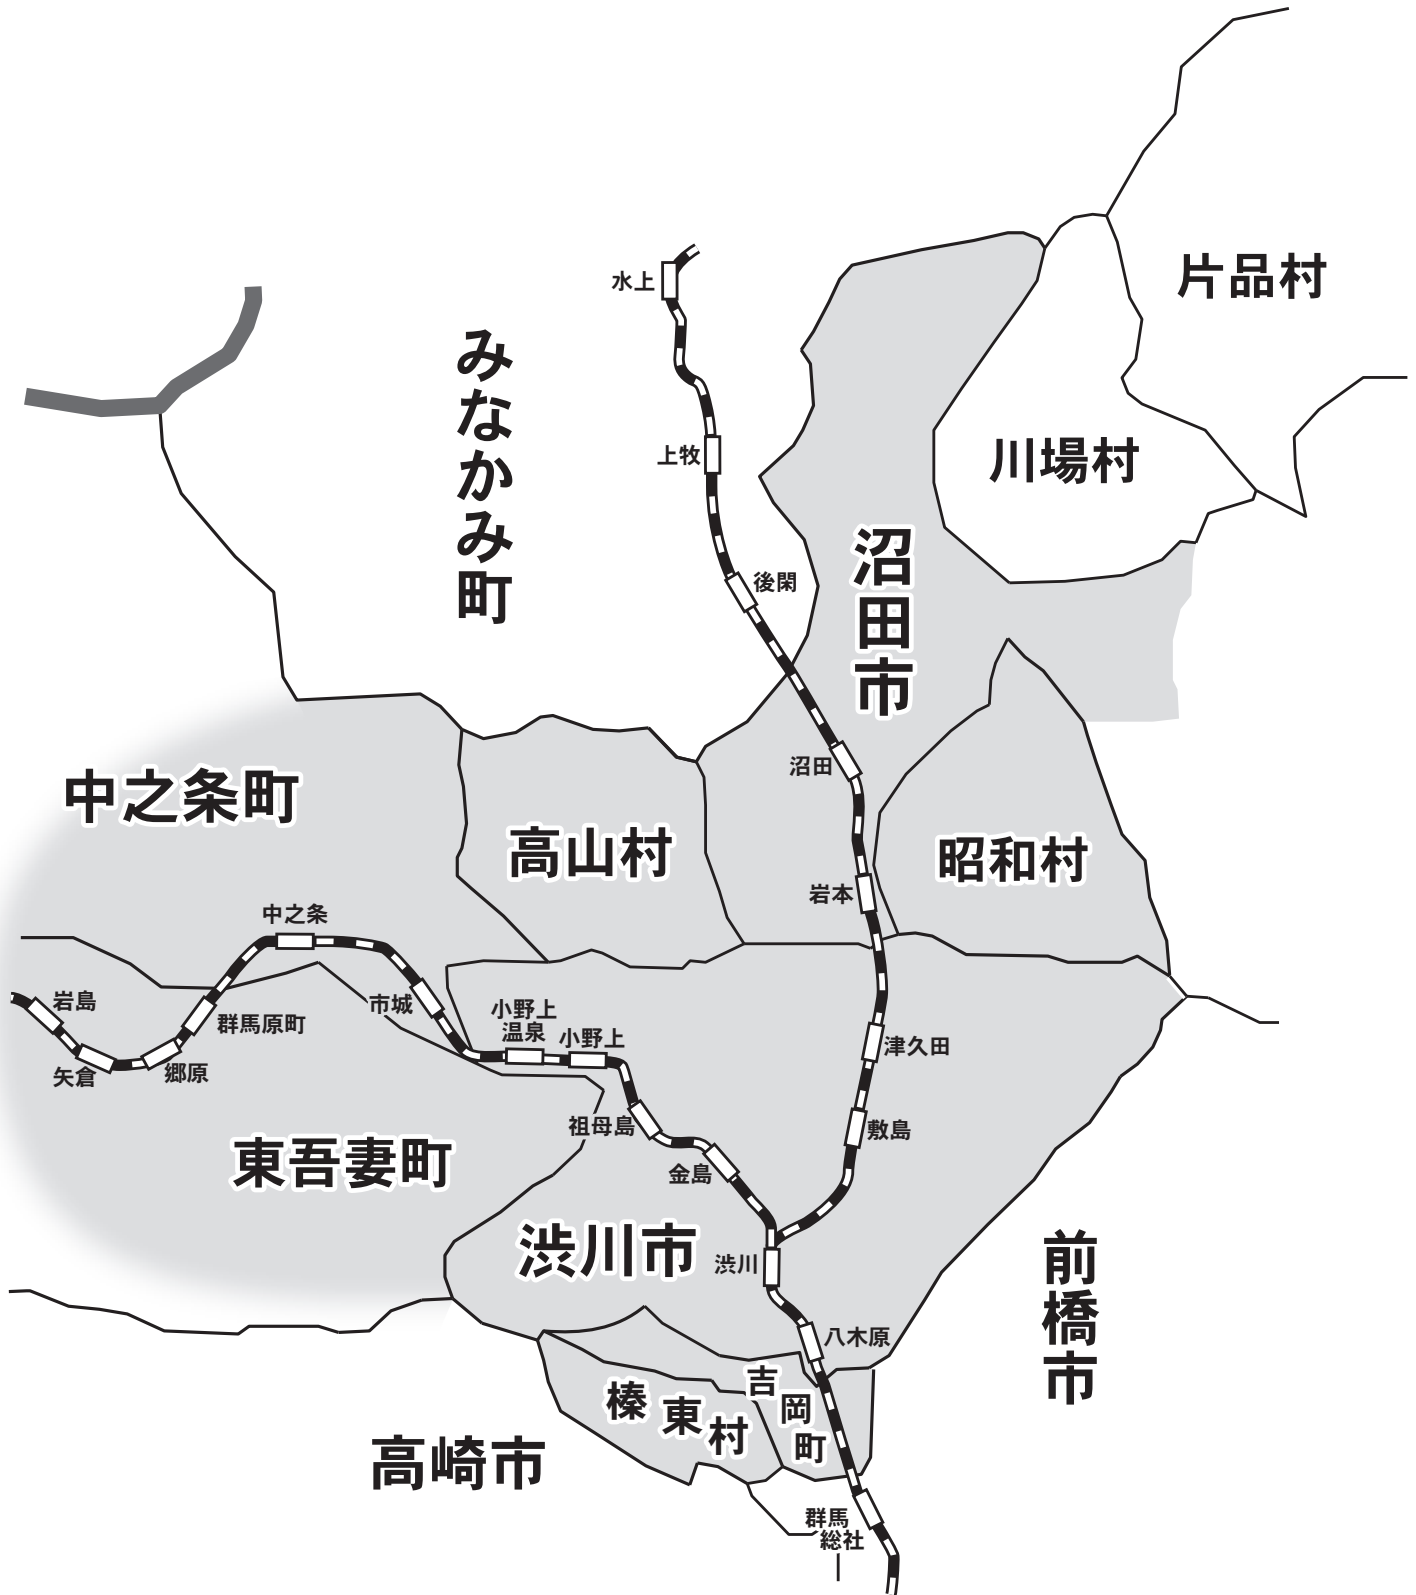 水上
片品村
みなかみ町
上牧
川場村
後閑
沼田市
沼田
中之条町
高山村
昭和村
岩本
中之条
岩島
市城
小野上
温泉
小野上
群馬原町
津久田
矢倉
郷原
祖母島
敷島
東吾妻町
金島
渋川市
渋川
前橋市
八木原
吉岡町
榛東村
高崎市
群馬
総社